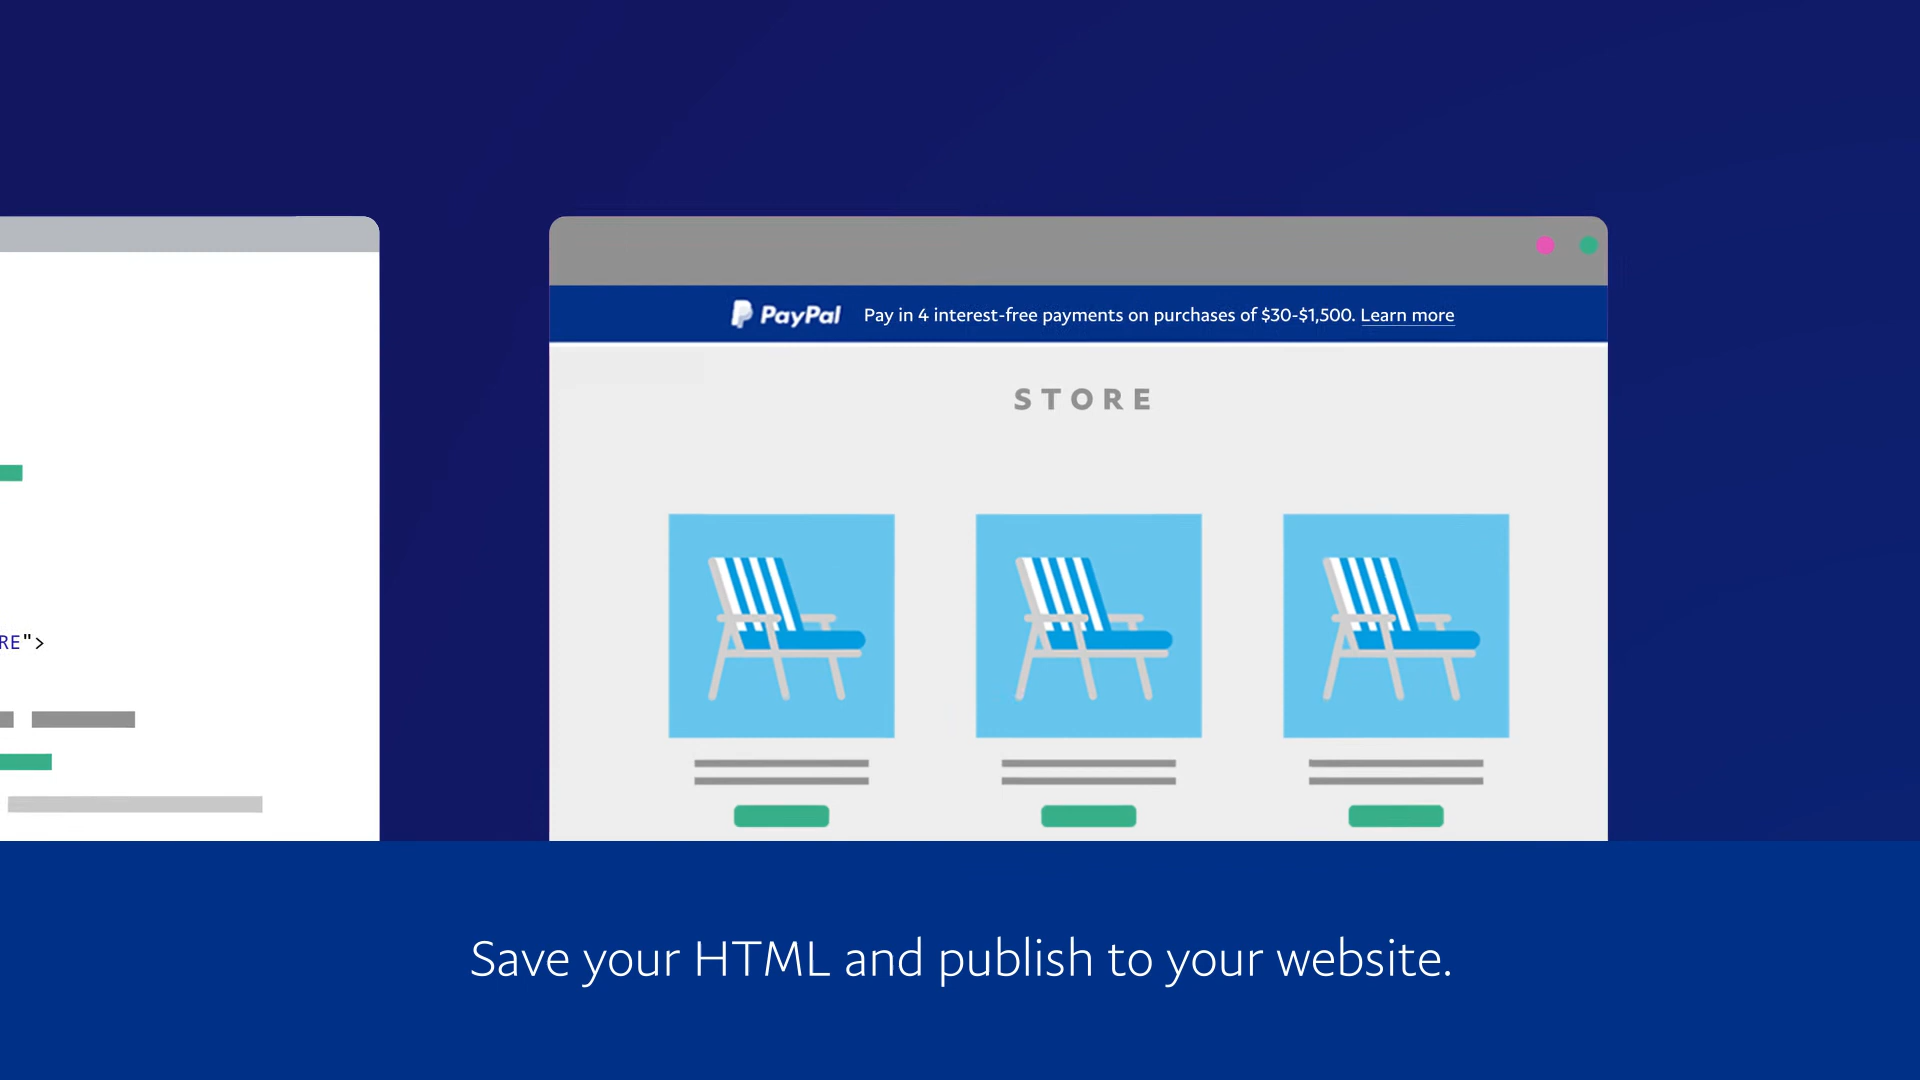 PayPal Pay in 4 interest-free payments on purchases of $30-$1,500. Learn more
STORE
RE">
Save your HTML and publish to your website.